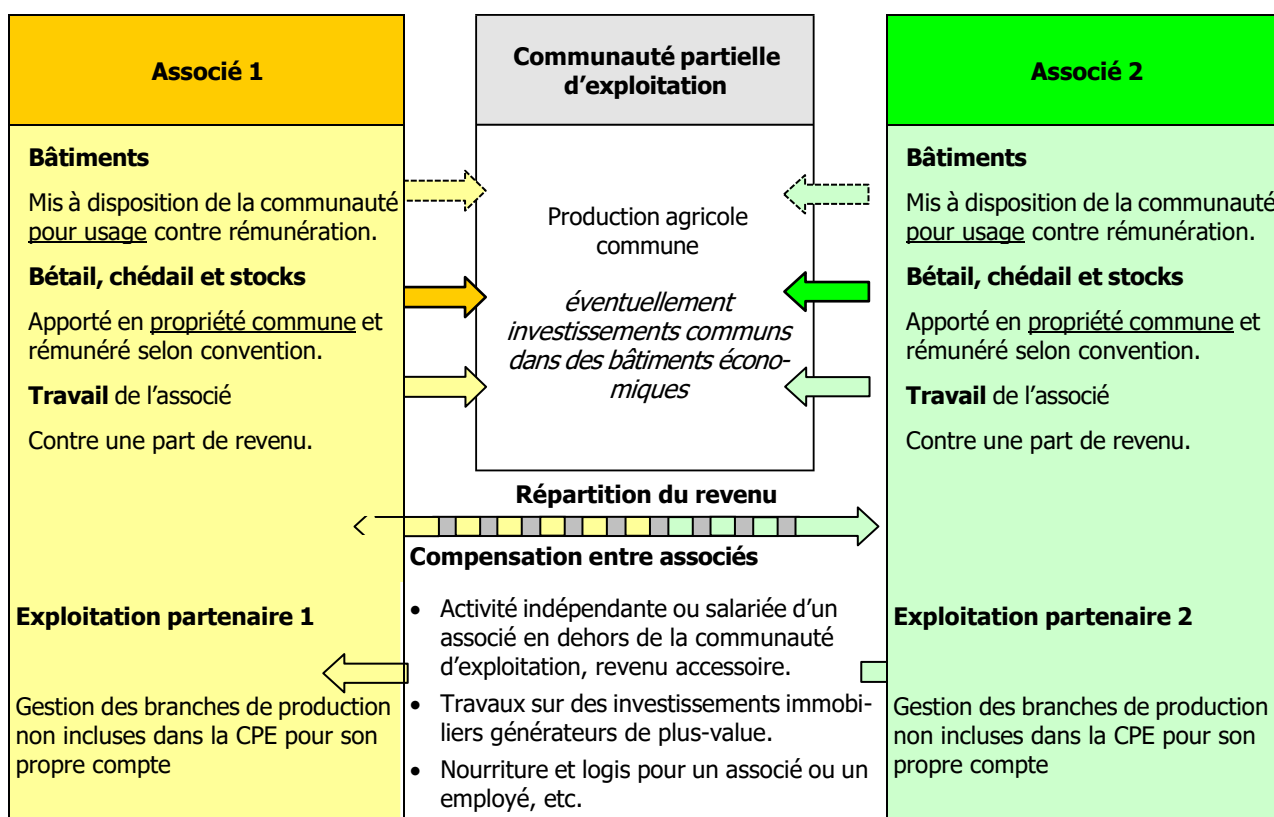 Associé 1
Bâtiments
Mis à disposition de la communauté
pour usage contre rémunération.
Bétail, chédail et stocks
Apporté en propriété commune et
rémunéré selon convention.
Travail de l'associé
Contre une part de revenu.
Exploitation partenaire 1
Gestion des branches de production
non incluses dans la CPE pour son
propre compte
Communauté partielle
d'exploitation
Production agricole
commune
éventuellement
investissements communs
dans des bâtiments écono-
miques
Répartition du revenu
Compensation entre associés
• Activité indépendante ou salariée d'un
associé en dehors de la communauté
d'exploitation, revenu accessoire.
• Travaux sur des investissements immobi-
liers générateurs de plus-value.
• Nourriture et logis pour un associé ou un
employé, etc.
Associé 2
Bâtiments
Mis à disposition de la communauté
pour usage contre rémunération.
Bétail, chédail et stocks
Apporté en propriété commune et
rémunéré selon convention.
Travail de l'associé
Contre une part de revenu.
Exploitation partenaire 2
Gestion des branches de production
non incluses dans la CPE pour son
propre compte